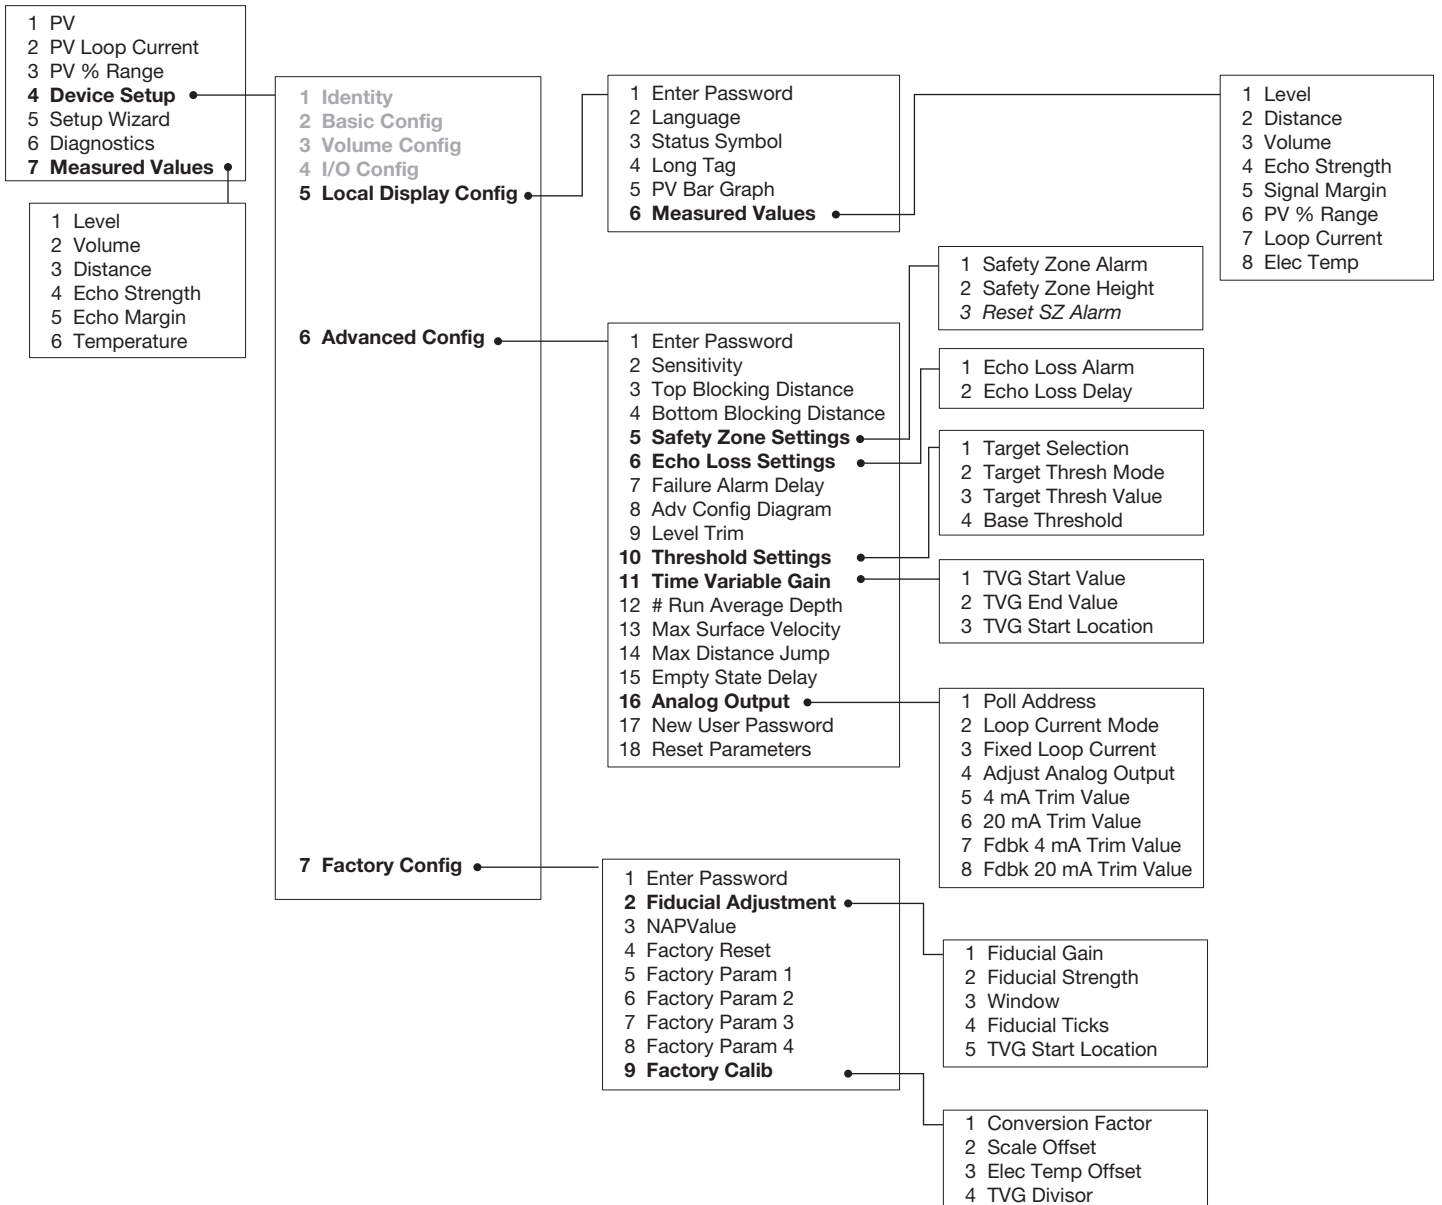 1 PV
2 PV Loop Current
3 PV % Range
4 Device Setup
5 Setup Wizard
6 Diagnostics
7 Measured Values
1 Level
2 Volume
3 Distance
4 Echo Strength
5 Echo Margin
6 Temperature
1 Identity
2 Basic Config
3 Volume Config
4 I/O Config
5 Local Display Config
6 Advanced Config
7 Factory Config
1 Enter Password
2 Language
3 Status Symbol
4 Long Tag
5 PV Bar Graph
6 Measured Values
1 Level
2 Distance
3 Volume
4 Echo Strength
5 Signal Margin
6 PV % Range
7 Loop Current
8 Elec Temp
1 Enter Password
2 Sensitivity
3 Top Blocking Distance
4 Bottom Blocking Distance
5 Safety Zone Settings
6 Echo Loss Settings
7 Failure Alarm Delay
8 Adv Config Diagram
9 Level Trim
10 Threshold Settings
11 Time Variable Gain
12 # Run Average Depth
13 Max Surface Velocity
14 Max Distance Jump
15 Empty State Delay
16 Analog Output
17 New User Password
18 Reset Parameters
1 Safety Zone Alarm
2 Safety Zone Height
3 Reset SZ Alarm
1 Echo Loss Alarm
2 Echo Loss Delay
1 Target Selection
2 Target Thresh Mode
3 Target Thresh Value
4 Base Threshold
1 TVG Start Value
2 TVG End Value
3 TVG Start Location
1 Poll Address
2 Loop Current Mode
3 Fixed Loop Current
4 Adjust Analog Output
5 4 mA Trim Value
6 20 mA Trim Value
7 Fdbk 4 mA Trim Value
8 Fdbk 20 mA Trim Value
1 Enter Password
2 Fiducial Adjustment
3 NAPValue
4 Factory Reset
5 Factory Param 1
6 Factory Param 2
7 Factory Param 3
8 Factory Param 4
9 Factory Calib
1 Fiducial Gain
2 Fiducial Strength
3 Window
4 Fiducial Ticks
5 TVG Start Location
1 Conversion Factor
2 Scale Offset
3 Elec Temp Offset
4 TVG Divisor